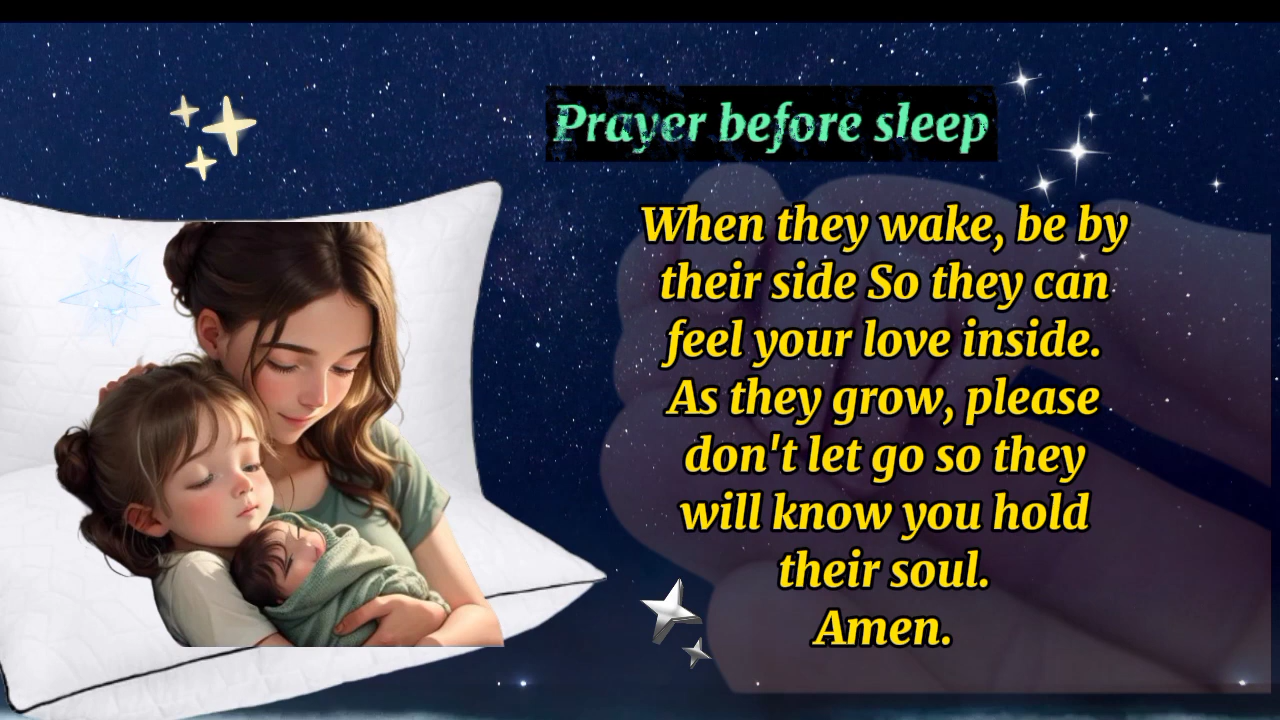 Prayer before sleep
When they wake, be by
their side So they can
feel your love inside.
As they grow, please
don't let go so they
will know you hold
their soul.
Amen.